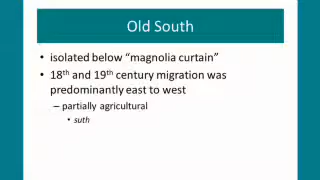 Old South
• isolated below “magnolia curtain”
• 18th and 19th century migration was
predominantly east to west
– partially agricultural
• suth